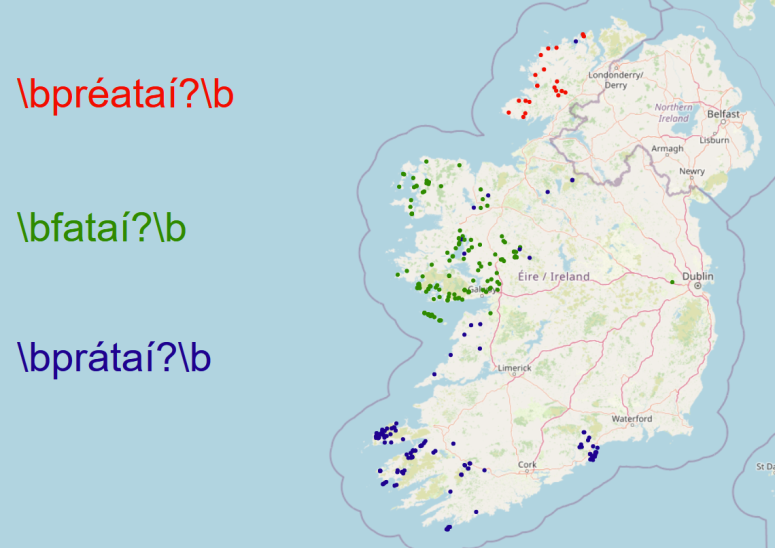 \bpréataí?\b
\bfataí?\b
\bprátaí?\b
Londonderry/
Derry
Northern
Ireland
Belfast
Lisburn
Armagh
Newry
Éire / Ireland
Dublin
Galway
Limerick
Waterford
Cork
St Da